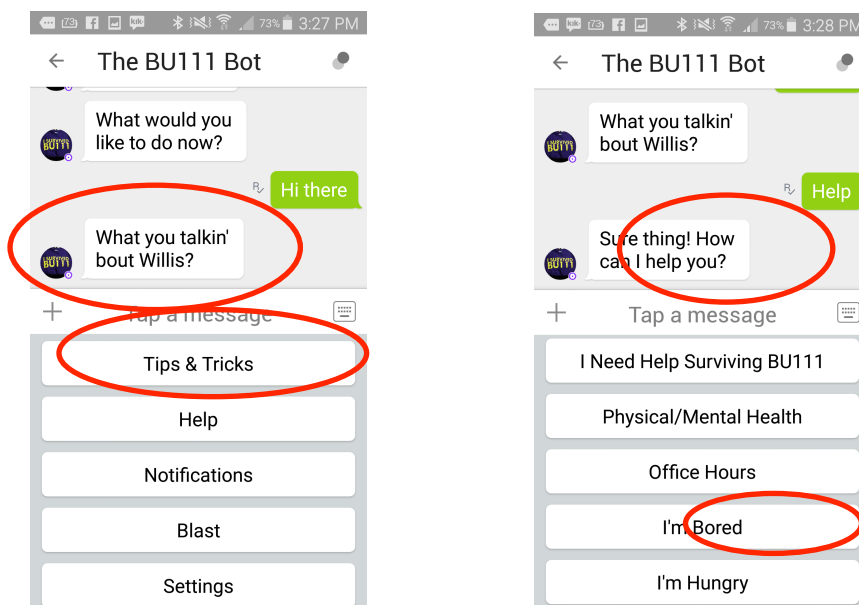 73% 3:27 PM
The BU111 Bot
What would you
like to do now?
Hi there
What you talkin'
bout Willis?
Tap a message
Tips & Tricks
Help
Notifications
Blast
Settings
kik 73% 3:28 PM
The BU111 Bot
What you talkin'
bout Willis?
Help
Sure thing! How
can I help you?
Tap a message
I Need Help Surviving BU111
Physical/Mental Health
Office Hours
I'm Bored
I'm Hungry